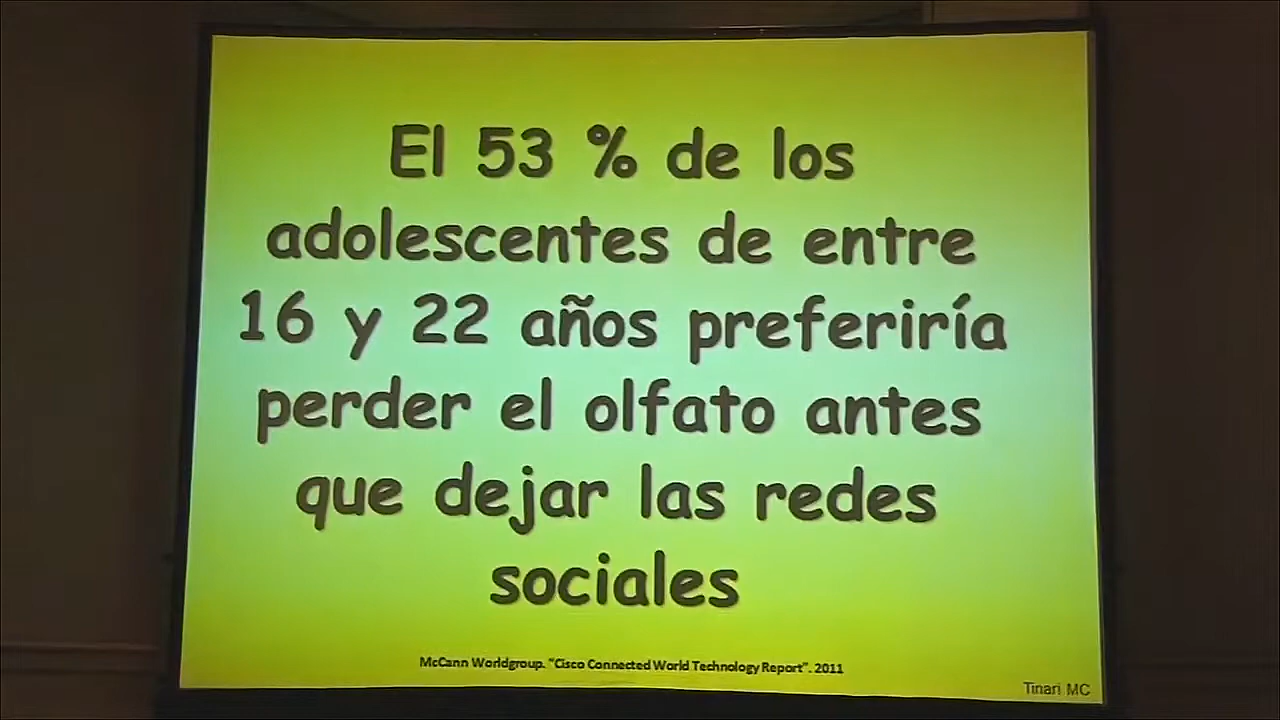 El 53 % de los
adolescentes de entre
16 y 22 años preferiría
perder el olfato antes
que dejar las redes
sociales
McCann Worldgroup. "Cisco Connected World Technology Report". 2011
Tinari MC